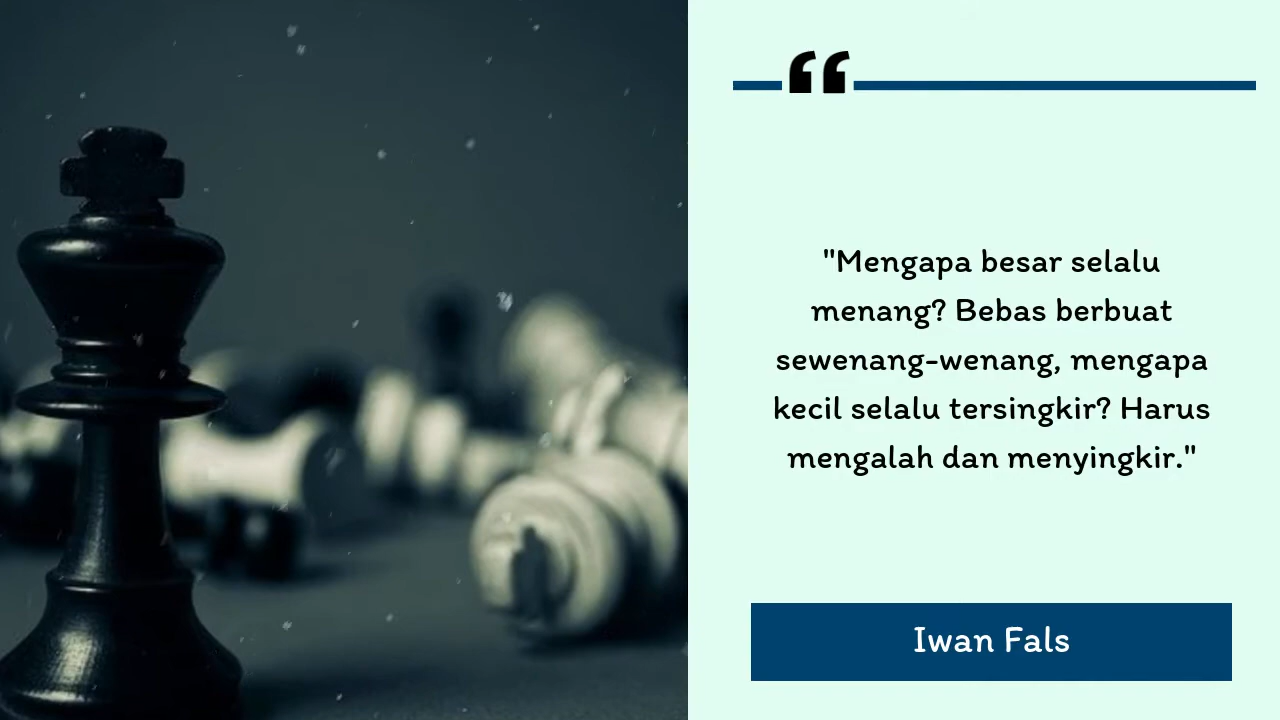 "Mengapa besar selalu
menang? Bebas berbuat
sewenang-wenang, mengapa
kecil selalu tersingkir? Harus
mengalah dan menyingkir."
Iwan Fals